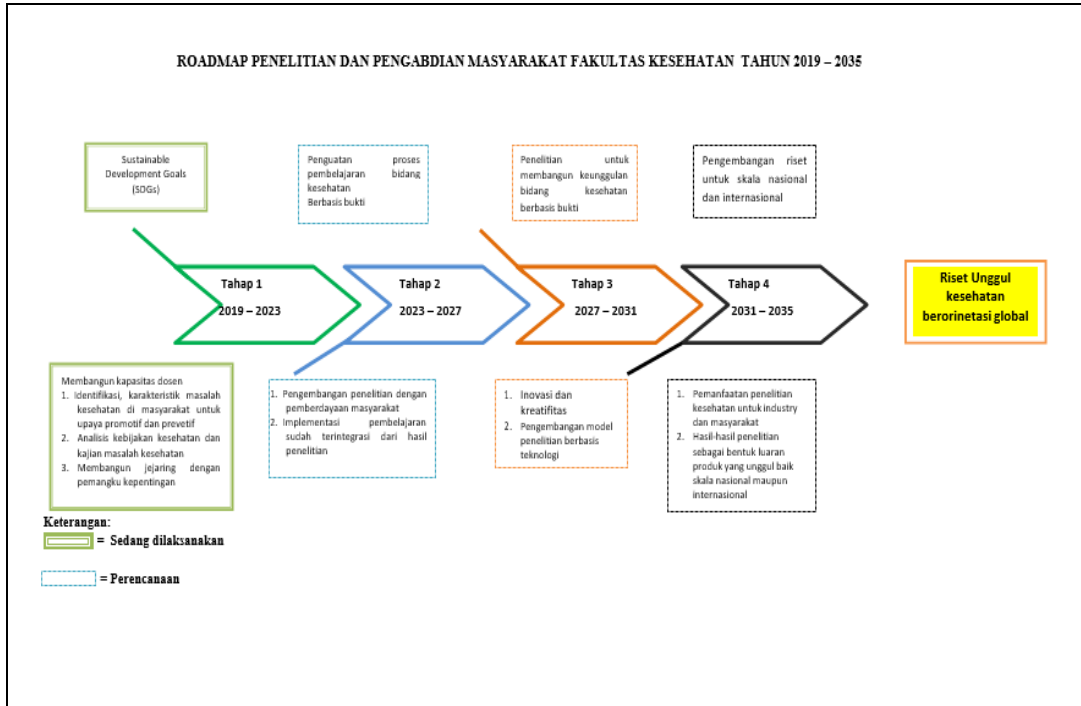 ROADMAP PENELITIAN DAN PENGABDIAN MASYARAKAT FAKULTAS KESEHATAN TAHUN 2019 – 2035
Sustainable
Development Goals
(SDGs)
Penguatan proses
pembelajaran bidang
kesehatan
Berbasis bukti
Penelitian untuk
membangun keunggulan
bidang kesehatan
berbasis bukti
Pengembangan riset
untuk skala nasional
dan internasional
Tahap 1
2019 – 2023
Tahap 2
2023 – 2027
Tahap 3
2027 – 2031
Tahap 4
2031 – 2035
Riset Unggul
kesehatan
berorinetasi global
Membangun kapasitas dosen
1. Identifikasi, karakteristik masalah
kesehatan di masyarakat untuk
upaya promotif dan prevetif
2. Analisis kebijakan kesehatan dan
kajian masalah kesehatan
3. Membangun jejaring dengan
pemangku kepentingan
1. Pengembangan penelitian dengan
pemberdayaan masyarakat
2. Implementasi pembelajaran
sudah terintegrasi dari hasil
penelitian
1. Inovasi dan
kreatifitas
2. Pengembangan model
penelitian berbasis
teknologi
1. Pemanfaatan penelitian
kesehatan untuk industry
dan masyarakat
2. Hasil-hasil penelitian
sebagai bentuk luaran
produk yang unggul baik
skala nasional maupun
internasional
Keterangan:
= Sedang dilaksanakan
= Perencanaan